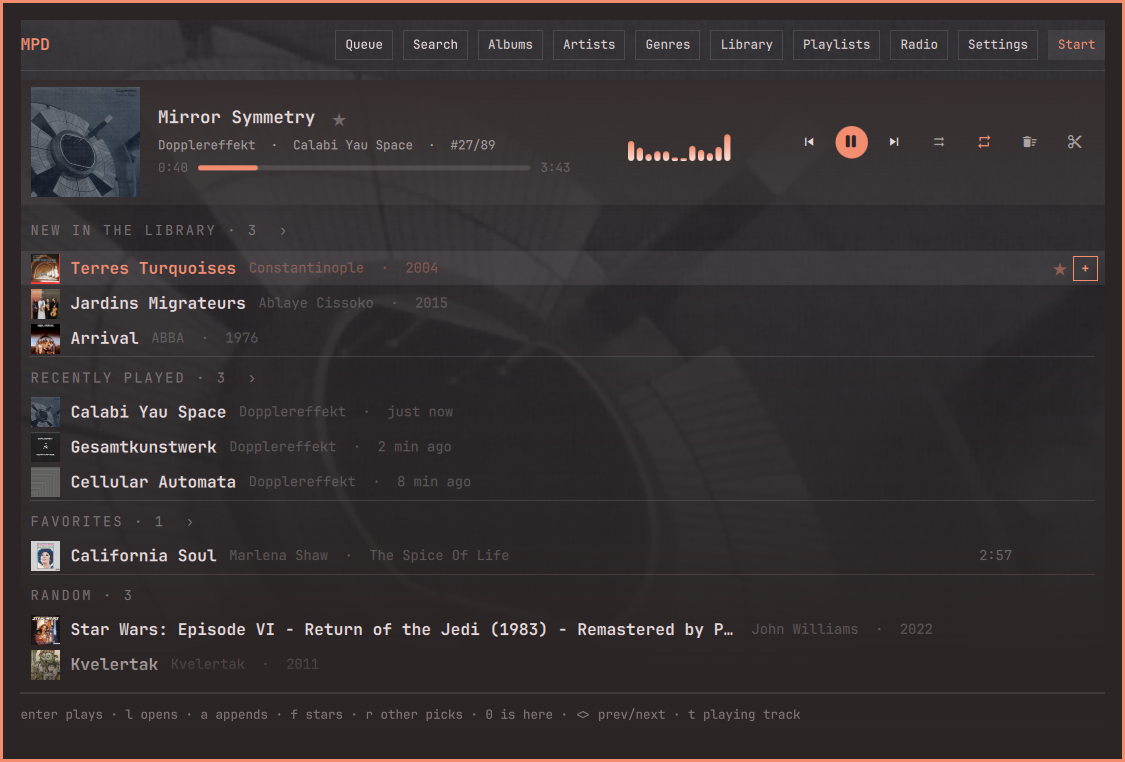 MPD Queue Search Albums Artists Genres Library Playlists Radio Settings Start
Mirror Symmetry ★
Dopplereffekt · Calabi Yau Space · #27/89
0:40 3:43
NEW IN THE LIBRARY · 3 ›
Terres Turquoises Constantinople · 2004 ★ +
Jardins Migrateurs Ablaye Cissoko · 2015
Arrival ABBA · 1976
RECENTLY PLAYED · 3 ›
Calabi Yau Space Dopplereffekt · just now
Gesamtkunstwerk Dopplereffekt · 2 min ago
Cellular Automata Dopplereffekt · 8 min ago
FAVORITES · 1 ›
California Soul Marlena Shaw · The Spice Of Life 2:57
RANDOM · 3
Star Wars: Episode VI - Return of the Jedi (1983) - Remastered by P… John Williams · 2022
Kvelertak Kvelertak · 2011
enter plays · l opens · a appends · f stars · r other picks · 0 is here · <> prev/next · t playing track